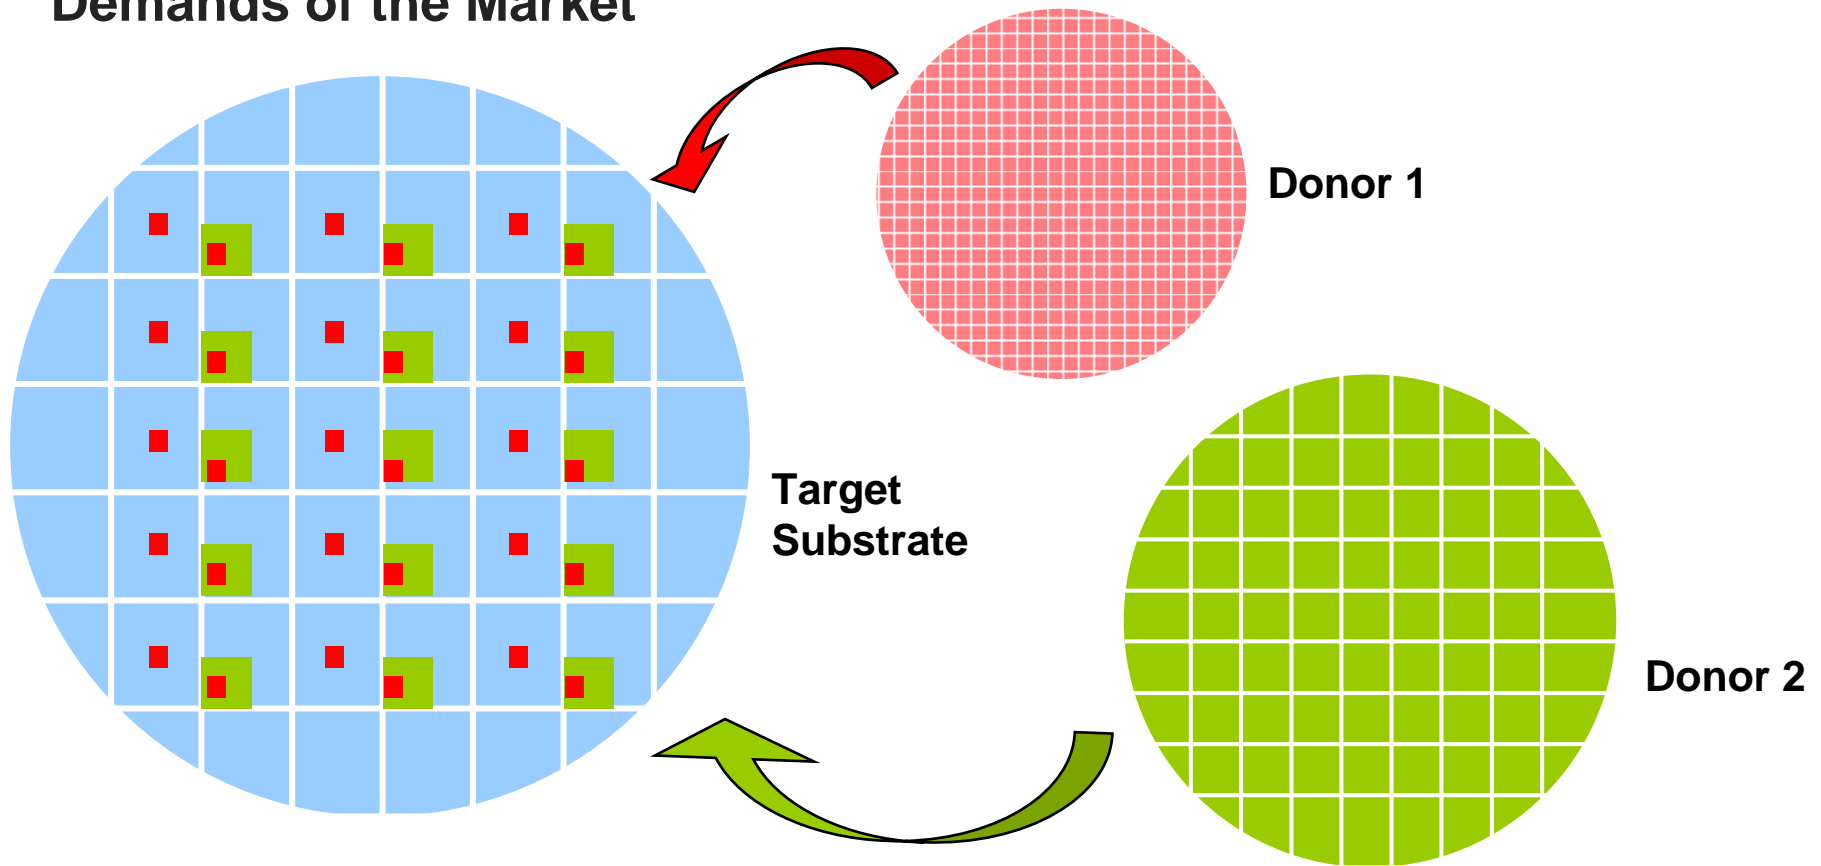 Demands of the Market
Donor 1
Target
Substrate
Donor 2